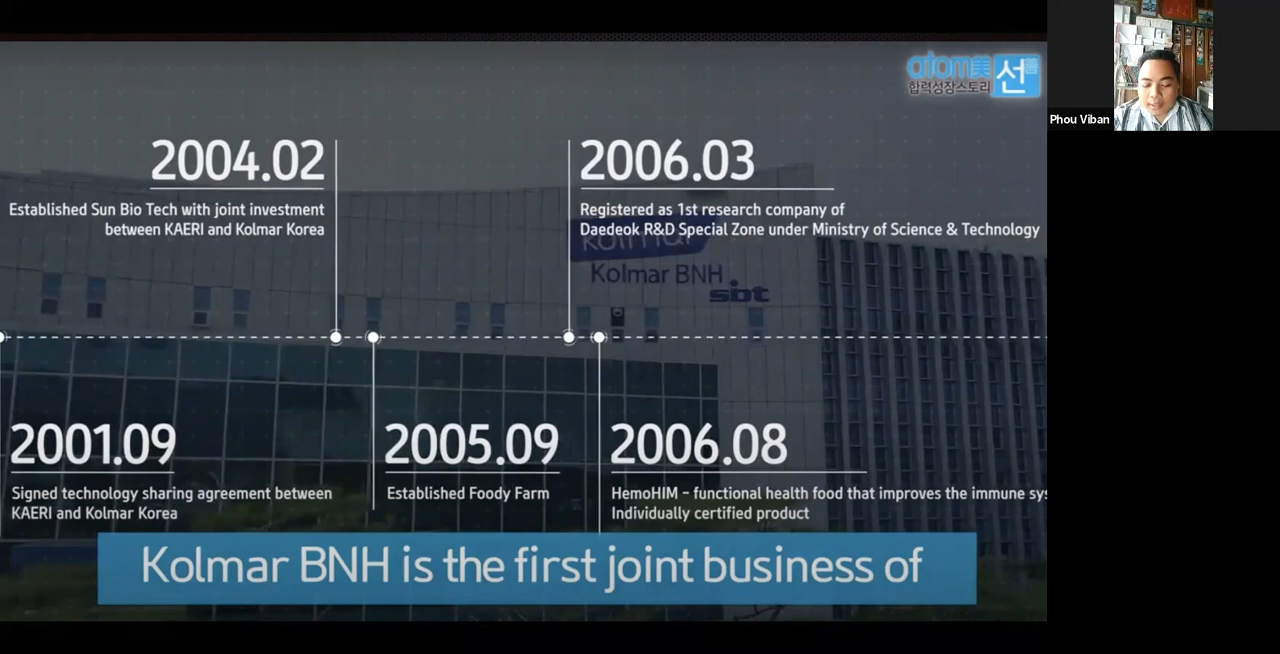 atom美
합력성장스토리
선
善
Phou Viban
2004.02
Established Sun Bio Tech with joint investment
between KAERI and Kolmar Korea
2006.03
Registered as 1st research company of
Daedeok R&D Special Zone under Ministry of Science & Technology
kolmar
Kolmar BNH
sbt
2001.09
Signed technology sharing agreement between
KAERI and Kolmar Korea
2005.09
Established Foody Farm
2006.08
HemoHIM – functional health food that improves the immune sys
Individually certified product
Kolmar BNH is the first joint business of